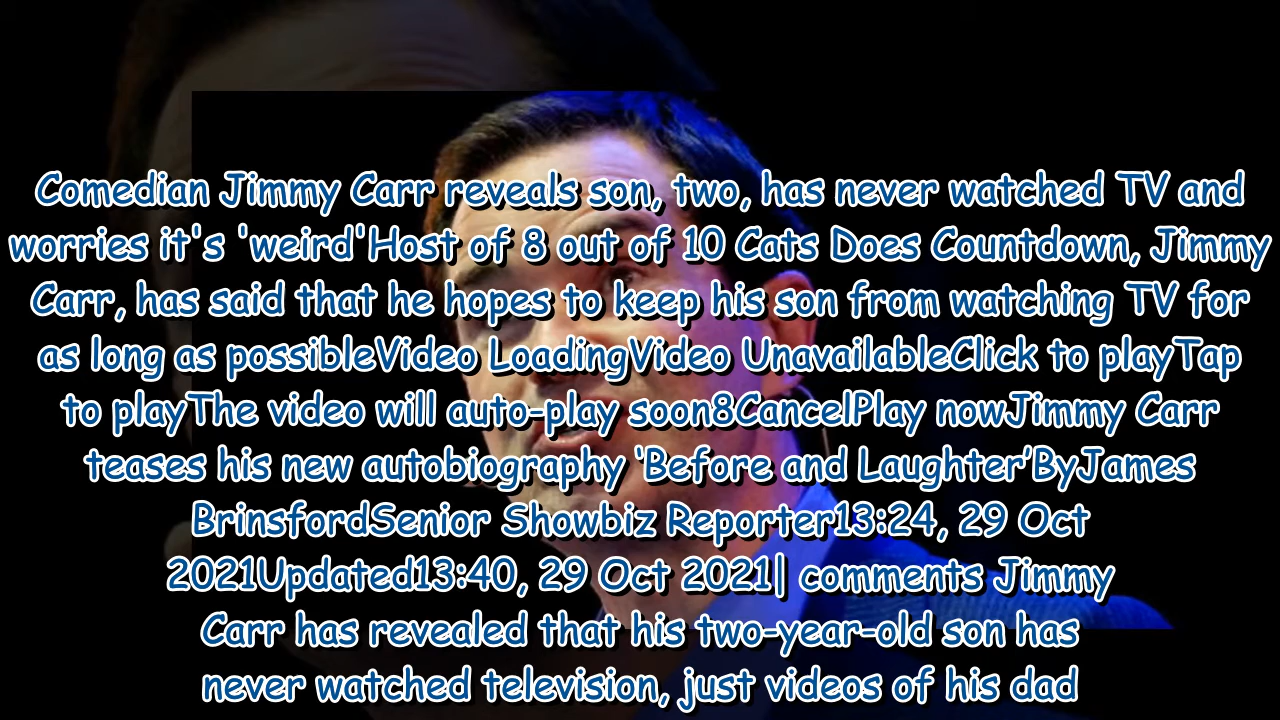 Comedian Jimmy Carr reveals son, two, has never watched TV and
worries it's 'weird'Host of 8 out of 10 Cats Does Countdown, Jimmy
Carr, has said that he hopes to keep his son from watching TV for
as long as possibleVideo LoadingVideo UnavailableClick to playTap
to playThe video will auto-play soon8CancelPlay nowJimmy Carr
teases his new autobiography ‘Before and Laughter’ByJames
BrinsfordSenior Showbiz Reporter13:24, 29 Oct
2021Updated13:40, 29 Oct 2021| comments Jimmy
Carr has revealed that his two-year-old son has
never watched television, just videos of his dad